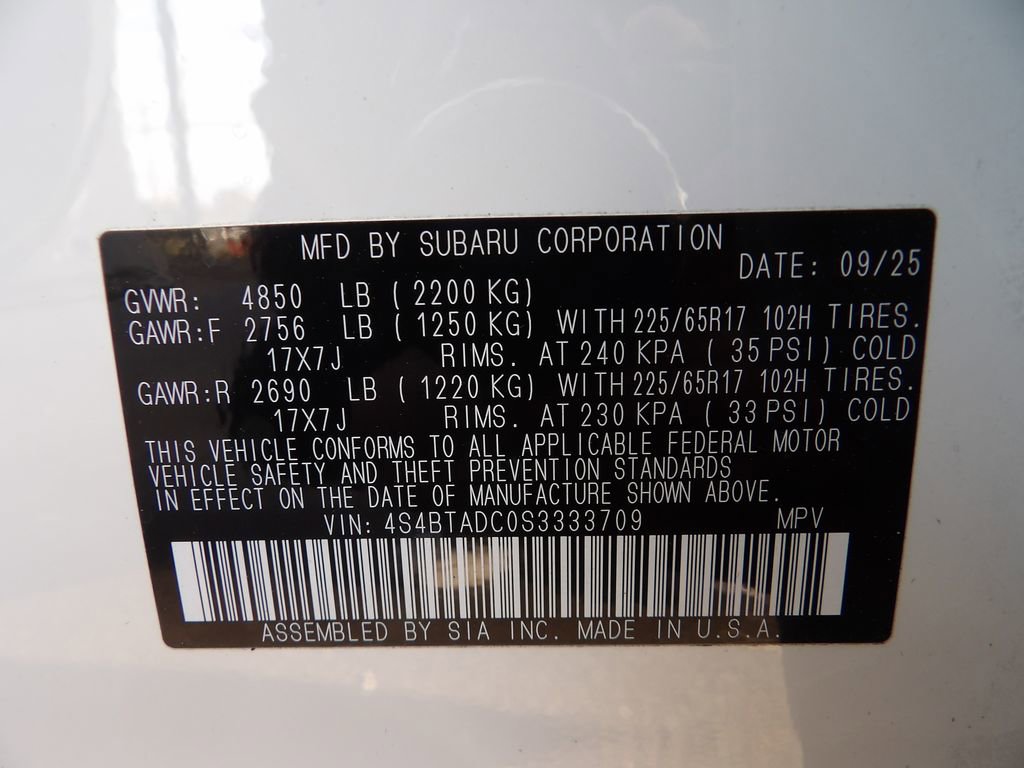 MFD BY SUBARU CORPORATION
DATE: 09/25
GVWR: 4850 LB (2200 KG)
GAWR:F 2756 LB (1250 KG) WITH 225/65R17 102H TIRES.
17X7J RIMS. AT 240 KPA (35 PSI) COLD
GAWR:R 2690 LB (1220 KG) WITH 225/65R17 102H TIRES.
17X7J RIMS. AT 230 KPA (33 PSI) COLD
THIS VEHICLE CONFORMS TO ALL APPLICABLE FEDERAL MOTOR
VEHICLE SAFETY AND THEFT PREVENTION STANDARDS
IN EFFECT ON THE DATE OF MANUFACTURE SHOWN ABOVE.
VIN: 4S4BTADC0S3333709 MPV
ASSEMBLED BY SIA INC. MADE IN U.S.A.